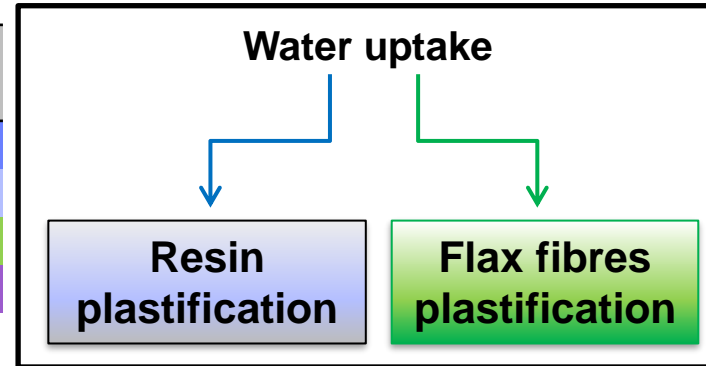 Water uptake
Resin
plastification
Flax fibres
plastification